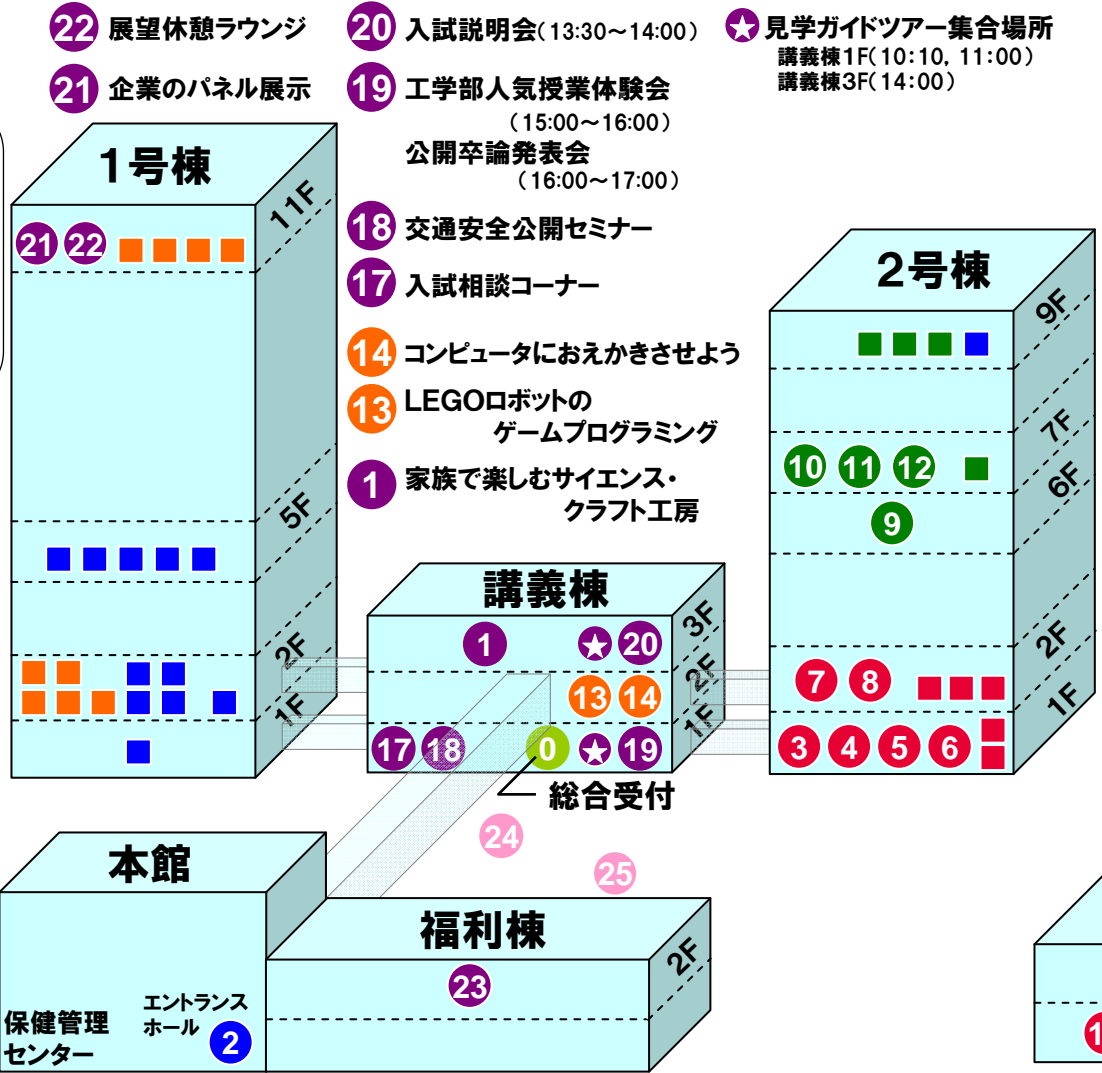 22 展望休憩ラウンジ
21 企業のパネル展示
20 入試説明会(13:30～14:00)
19 工学部人気授業体験会
(15:00～16:00)
公開卒論発表会
(16:00～17:00)
18 交通安全公開セミナー
17 入試相談コーナー
14 コンピュータにおえかきさせよう
13 LEGOロボットの
ゲームプログラミング
1 家族で楽しむサイエンス・
クラフト工房
★見学ガイドツアー集合場所
講義棟1F(10:10, 11:00)
講義棟3F(14:00)
1号棟
11F
21 22
5F
2F
1F
講義棟
3F
1 ★ 20
2F
13 14
1F
17 18 0 ★ 19
総合受付
24
25
2号棟
9F
7F
10 11 12
6F
9
2F
7 8
1F
3 4 5 6
本館
保健管理
センター
エントランス
ホール
2
福利棟
2F
23